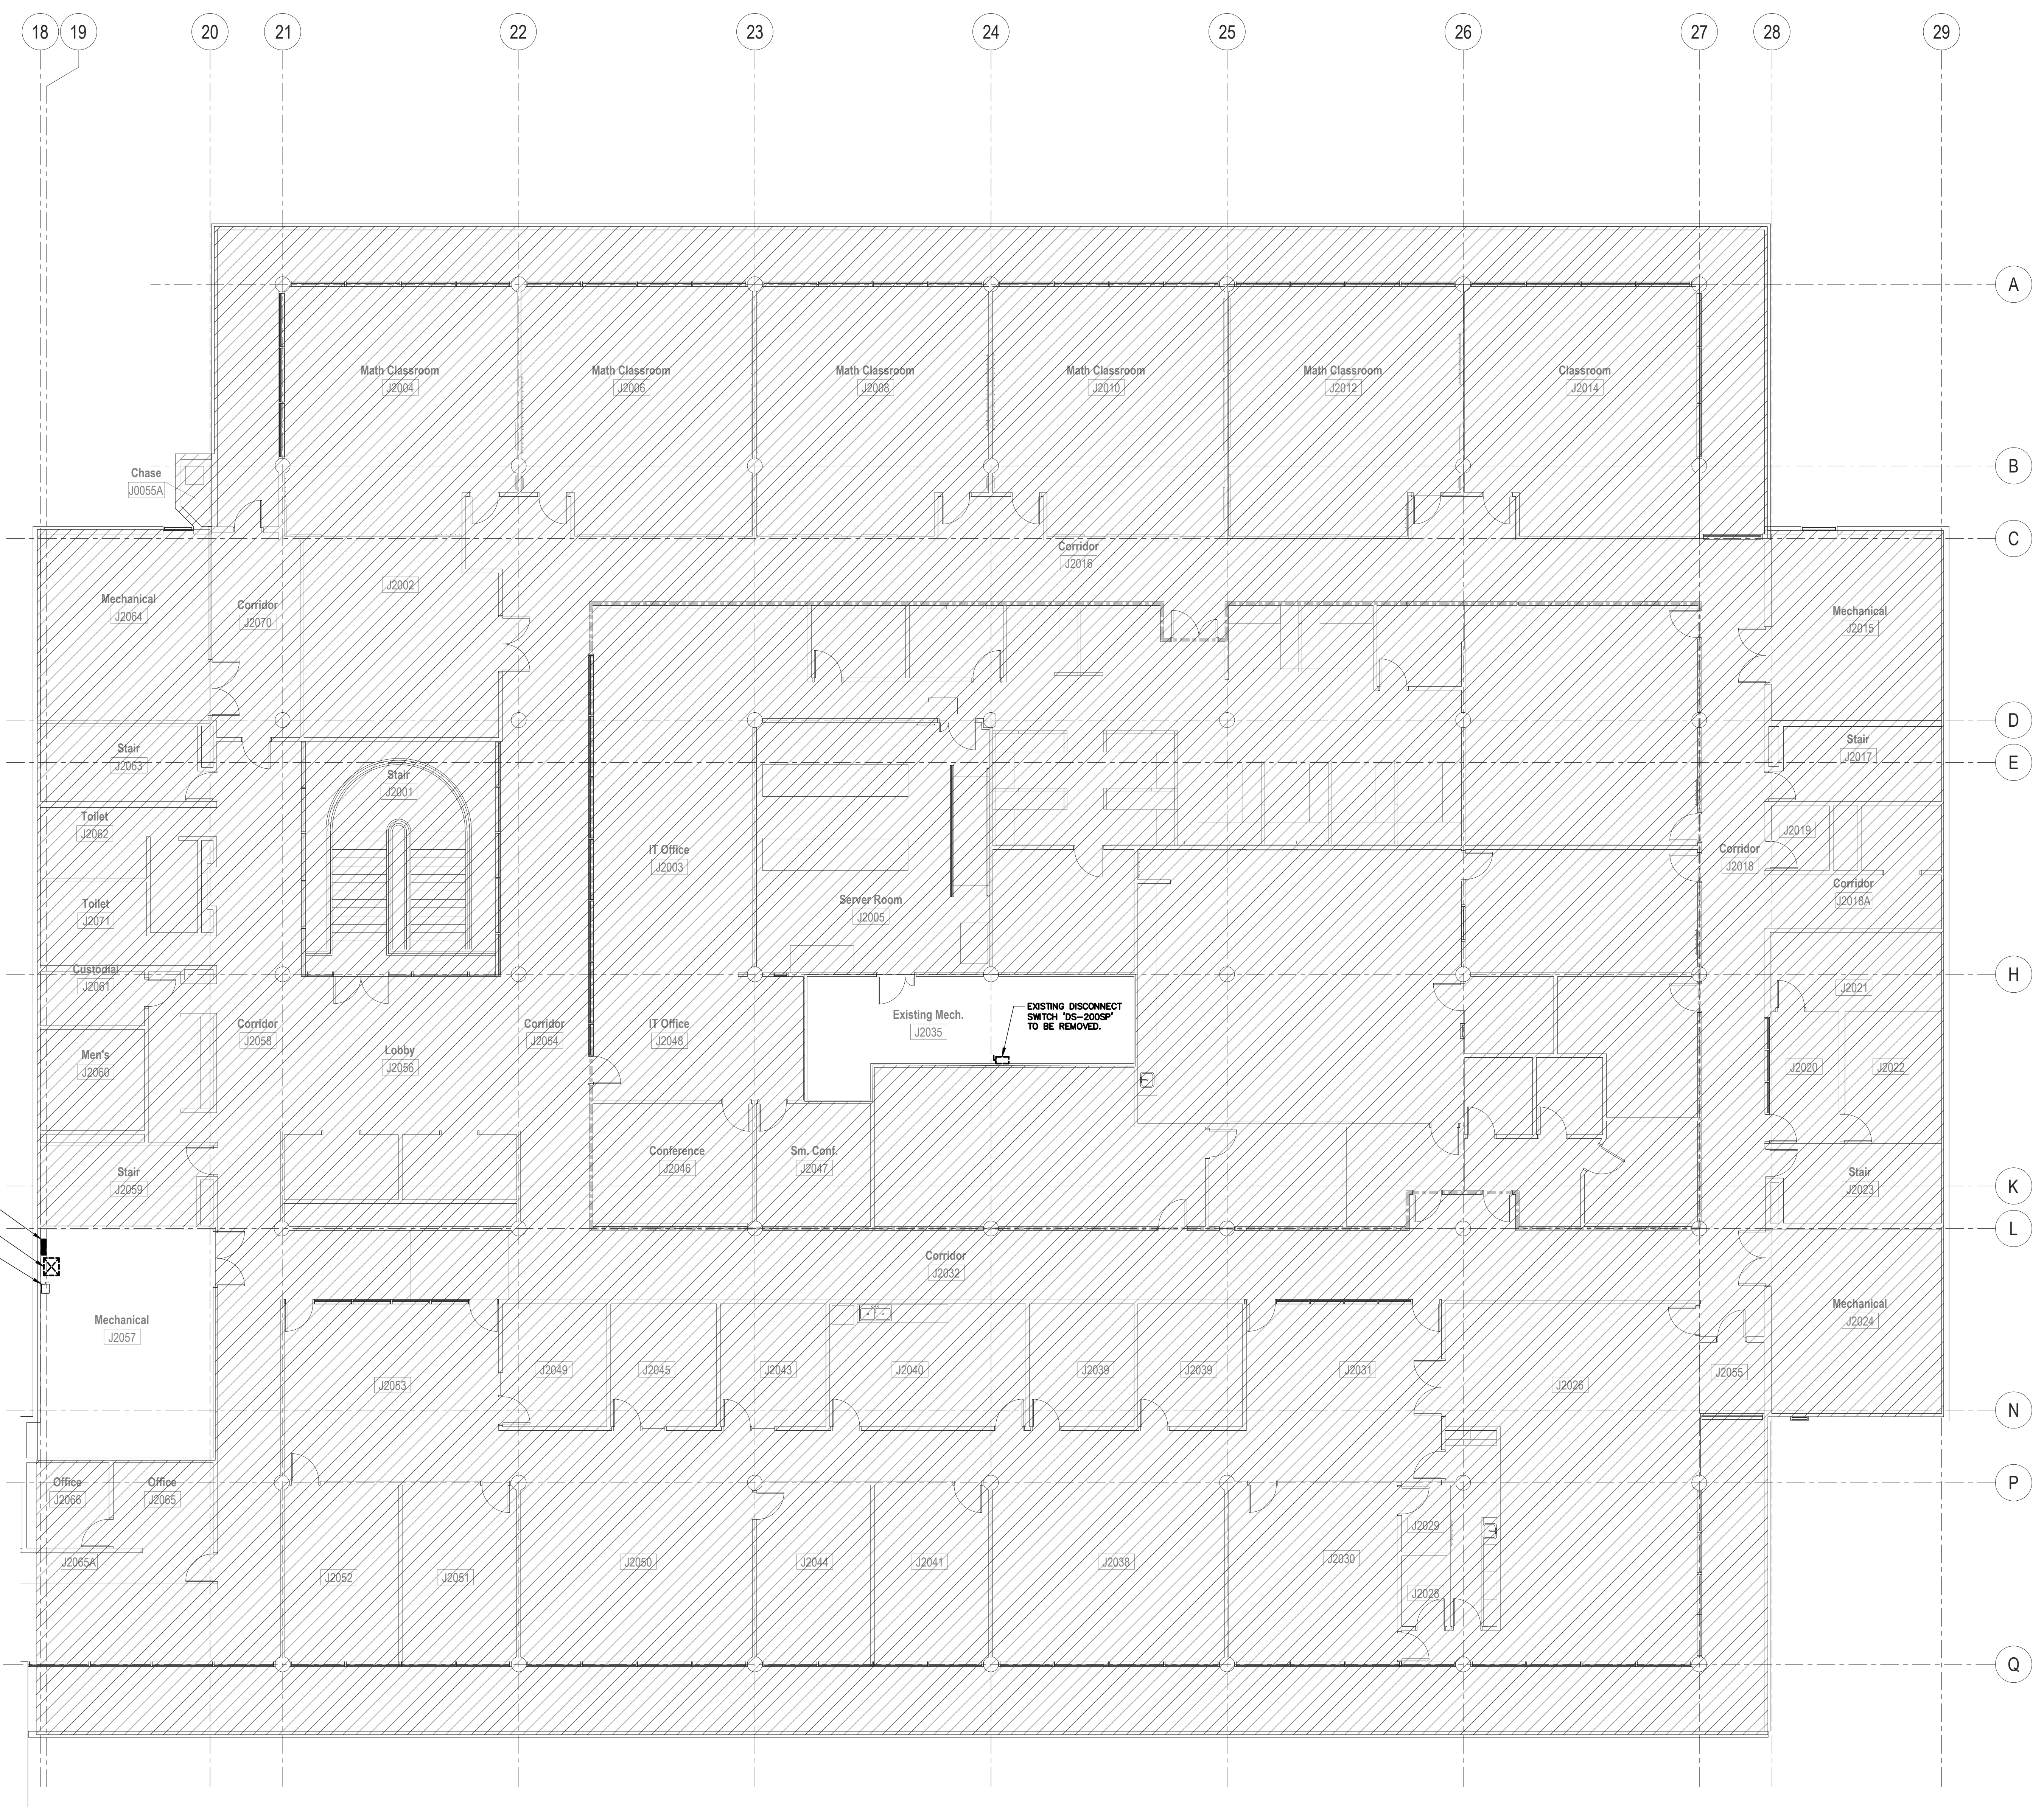 18 19 20 21 22 23 24 25 26 27 28 29
A
Math Classroom
J2004
Math Classroom
J2006
Math Classroom
J2008
Math Classroom
J2010
Math Classroom
J2012
Classroom
J2014
B
Chase
J0055A
C
Corridor
J2016
J2002
Mechanical
J2064
Corridor
J2070
Mechanical
J2015
D
Stair
J2063
Stair
J2001
Stair
J2017
E
Toilet
J2062
J2019
IT Office
J2003
Corridor
J2018
Toilet
J2071
Server Room
J2005
Corridor
J2018A
Custodial
J2061
H
J2021
Existing Mech.
J2035
EXISTING DISCONNECT
SWITCH 'DS-200SP'
TO BE REMOVED.
Corridor
J2058
Corridor
J2054
IT Office
J2048
Lobby
J2056
Men's
J2060
J2020
J2022
Conference
J2046
Sm. Conf.
J2047
Stair
J2059
Stair
J2023
K
L
Corridor
J2032
Mechanical
J2057
Mechanical
J2024
J2053
J2049
J2045
J2043
J2040
J2039
J2039
J2031
J2026
J2055
N
Office
J2066
Office
J2065
P
J2065A
J2052
J2051
J2050
J2044
J2041
J2038
J2030
J2029
J2028
Q